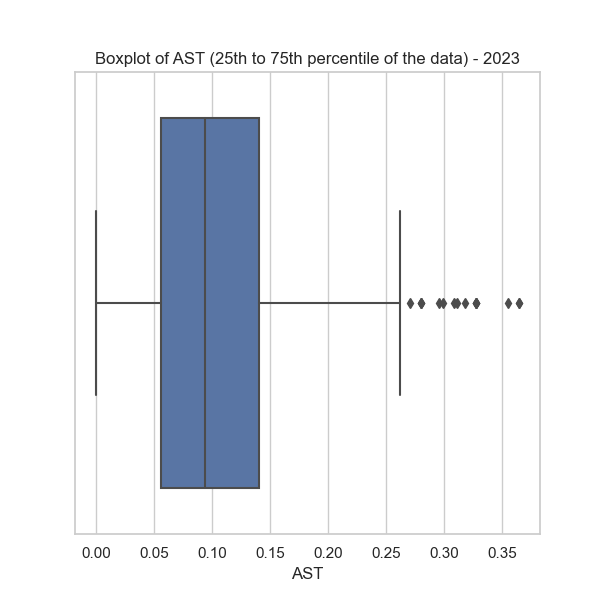 Boxplot of AST (25th to 75th percentile of the data) - 2023
0.00 0.05 0.10 0.15 0.20 0.25 0.30 0.35
AST